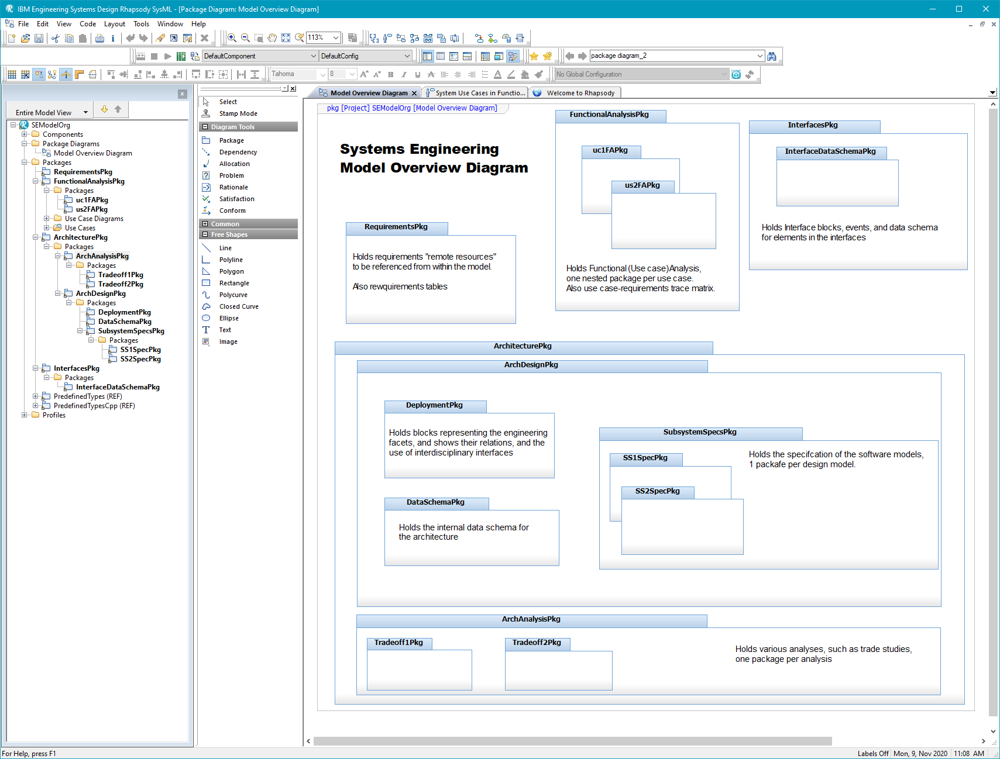 IBM Engineering Systems Design Rhapsody SysML - [Package Diagram: Model Overview Diagram]
File Edit View Code Layout Tools Window Help
113%
DefaultComponent DefaultConfig package diagram_2
Tahoma 8 No Global Configuration
Entire Model View
SEModelOrg
Components
Package Diagrams
Model Overview Diagram
Packages
RequirementsPkg
FunctionalAnalysisPkg
Packages
uc1FAPkg
us2FAPkg
Use Case Diagrams
Use Cases
ArchitecturePkg
Packages
ArchAnalysisPkg
Packages
Tradeoff1Pkg
Tradeoff2Pkg
ArchDesignPkg
Packages
DeploymentPkg
DataSchemaPkg
SubsystemSpecsPkg
Packages
SS1SpecPkg
SS2SpecPkg
InterfacesPkg
Packages
InterfaceDataSchemaPkg
PredefinedTypes (REF)
PredefinedTypesCpp (REF)
Profiles
Select
Stamp Mode
Diagram Tools
Package
Dependency
Allocation
Problem
Rationale
Satisfaction
Conform
Common
Free Shapes
Line
Polyline
Polygon
Rectangle
Polycurve
Closed Curve
Ellipse
Text
Image
Model Overview Diagram System Use Cases in Functio... Welcome to Rhapsody
pkg [Project] SEModelOrg [Model Overview Diagram]
Systems Engineering
Model Overview Diagram
FunctionalAnalysisPkg
uc1FAPkg
us2FAPkg
Holds Functional (Use case)Analysis,
one nested package per use case.
Also use case-requirements trace matrix.
InterfacesPkg
InterfaceDataSchemaPkg
Holds Interface blocks, events, and data schema
for elements in the interfaces
RequirementsPkg
Holds requirements "remote resources"
to be referenced from within the model.
Also rewquirements tables
ArchitecturePkg
ArchDesignPkg
DeploymentPkg
Holds blocks representing the engineering
facets, and shows their relations, and the
use of interdisciplinary interfaces
DataSchemaPkg
Holds the internal data schema for
the architecture
SubsystemSpecsPkg
SS1SpecPkg
SS2SpecPkg
Holds the specifcation of the software models,
1 packafe per design model.
ArchAnalysisPkg
Tradeoff1Pkg
Tradeoff2Pkg
Holds various analyses, such as trade studies,
one package per analysis
For Help, press F1
Labels Off Mon, 9, Nov 2020 11:08 AM